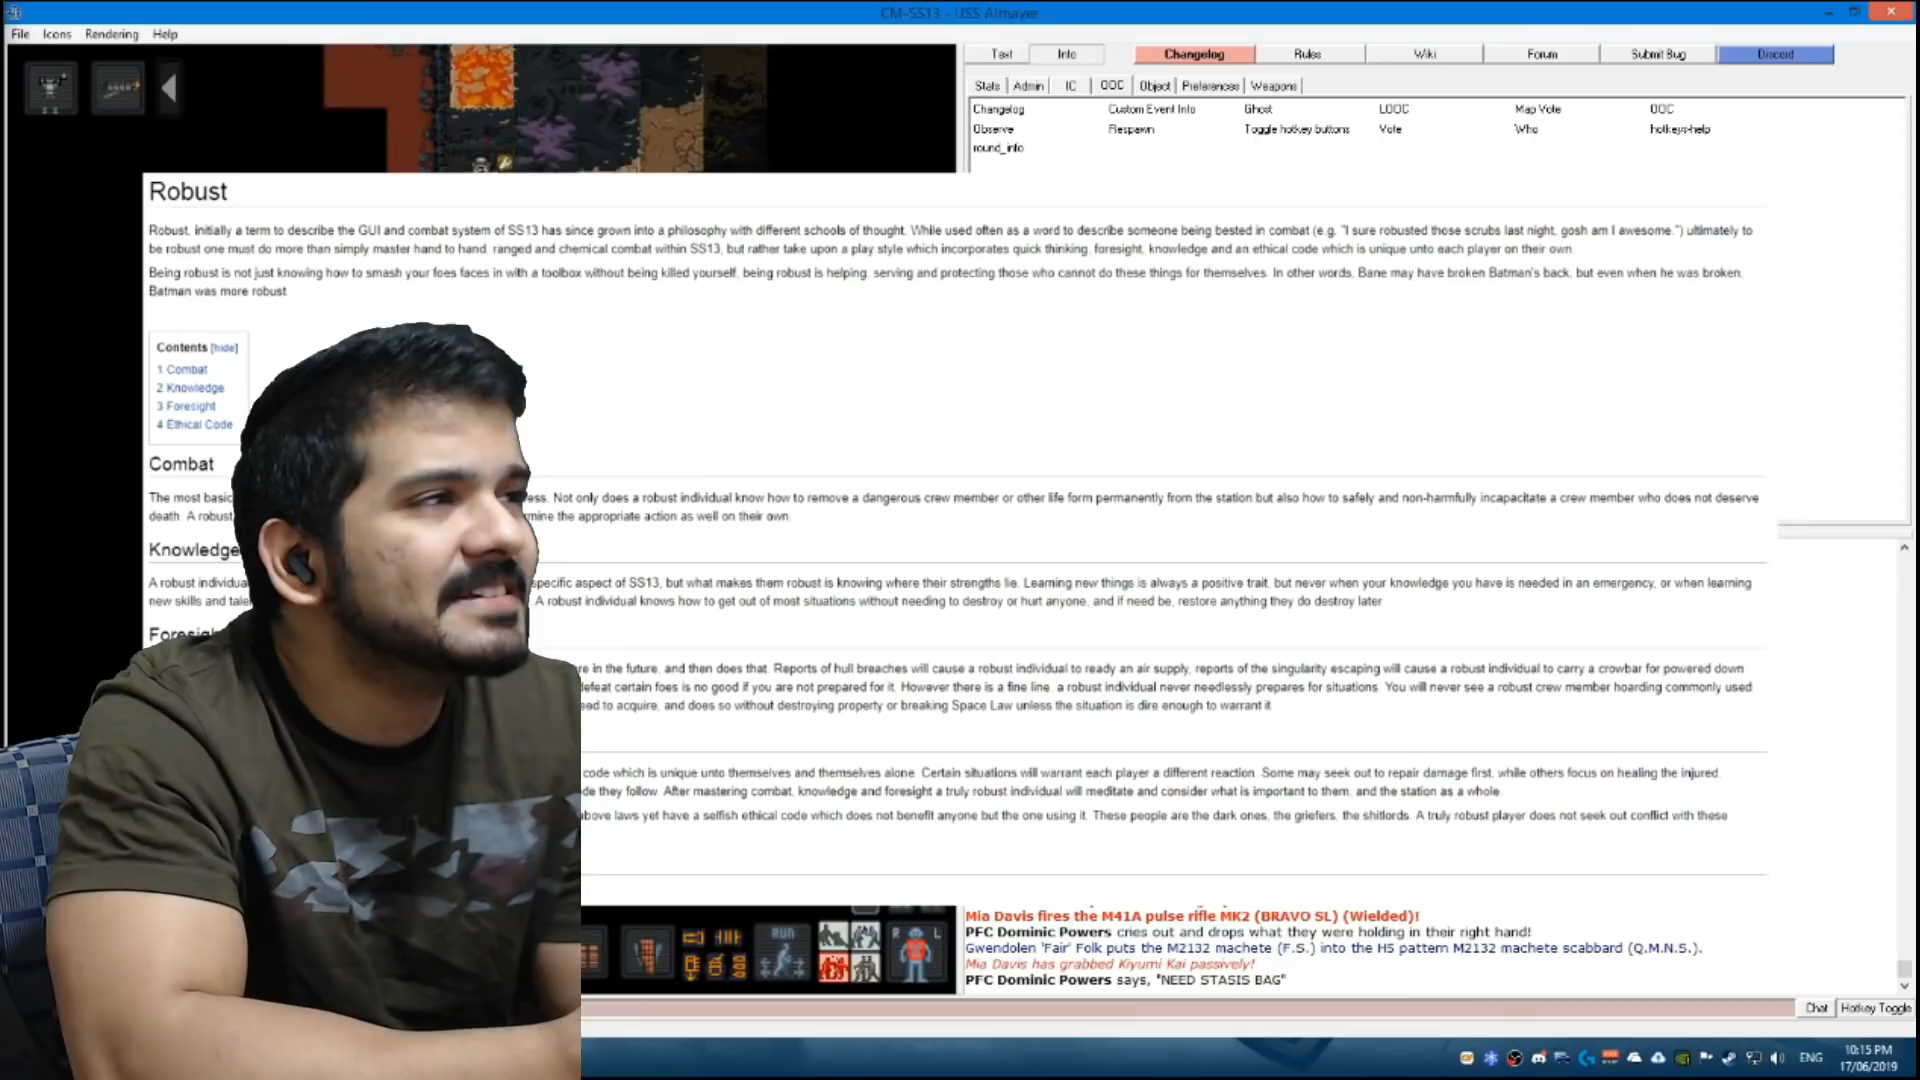 CM-SS13 - USS Almayer
File Icons Rendering Help
Text Info Changelog Rules Wiki Forum Submit Bug Discord
Stats Admin IC OOC Object Preferences Weapons
Changelog Custom Event Info Ghost LOOC Map Vote OOC
Observe Respawn Toggle hotkey buttons Vote Who hotkeys-help
round_info
Robust
Robust, initially a term to describe the GUI and combat system of SS13 has since grown into a philosophy with different schools of thought. While used often as a word to describe someone being bested in combat (e.g. "I sure robusted those scrubs last night, gosh am I awesome.") ultimately to
be robust one must do more than simply master hand to hand, ranged and chemical combat within SS13, but rather take upon a play style which incorporates quick thinking, foresight, knowledge and an ethical code which is unique unto each player on their own.
Being robust is not just knowing how to smash your foes faces in with a toolbox without being killed yourself, being robust is helping, serving and protecting those who cannot do these things for themselves. In other words, Bane may have broken Batman's back, but even when he was broken,
Batman was more robust.
Contents [hide]
1 Combat
2 Knowledge
3 Foresight
4 Ethical Code
Combat
The most basic ess. Not only does a robust individual know how to remove a dangerous crew member or other life form permanently from the station but also how to safely and non-harmfully incapacitate a crew member who does not deserve
death. A robust rmine the appropriate action as well on their own.
Knowledge
A robust individua specific aspect of SS13, but what makes them robust is knowing where their strengths lie. Learning new things is always a positive trait, but never when your knowledge you have is needed in an emergency, or when learning
new skills and tale A robust individual knows how to get out of most situations without needing to destroy or hurt anyone, and if need be, restore anything they do destroy later.
Foresigh
re in the future, and then does that. Reports of hull breaches will cause a robust individual to ready an air supply, reports of the singularity escaping will cause a robust individual to carry a crowbar for powered down
defeat certain foes is no good if you are not prepared for it. However there is a fine line, a robust individual never needlessly prepares for situations. You will never see a robust crew member hoarding commonly used
eed to acquire, and does so without destroying property or breaking Space Law unless the situation is dire enough to warrant it.
code which is unique unto themselves and themselves alone. Certain situations will warrant each player a different reaction. Some may seek out to repair damage first, while others focus on healing the injured.
de they follow. After mastering combat, knowledge and foresight a truly robust individual will meditate and consider what is important to them, and the station as a whole.
above laws yet have a selfish ethical code which does not benefit anyone but the one using it. These people are the dark ones, the griefers, the shitlords. A truly robust player does not seek out conflict with these
RUN R L
Mia Davis fires the M41A pulse rifle MK2 (BRAVO SL) (Wielded)!
PFC Dominic Powers cries out and drops what they were holding in their right hand!
Gwendolen 'Fair' Folk puts the M2132 machete (F.S.) into the H5 pattern M2132 machete scabbard (Q.M.N.S.).
Mia Davis has grabbed Kiyumi Kai passively!
PFC Dominic Powers says, "NEED STASIS BAG"
Chat Hotkey Toggle
ENG 10:15 PM
17/06/2019